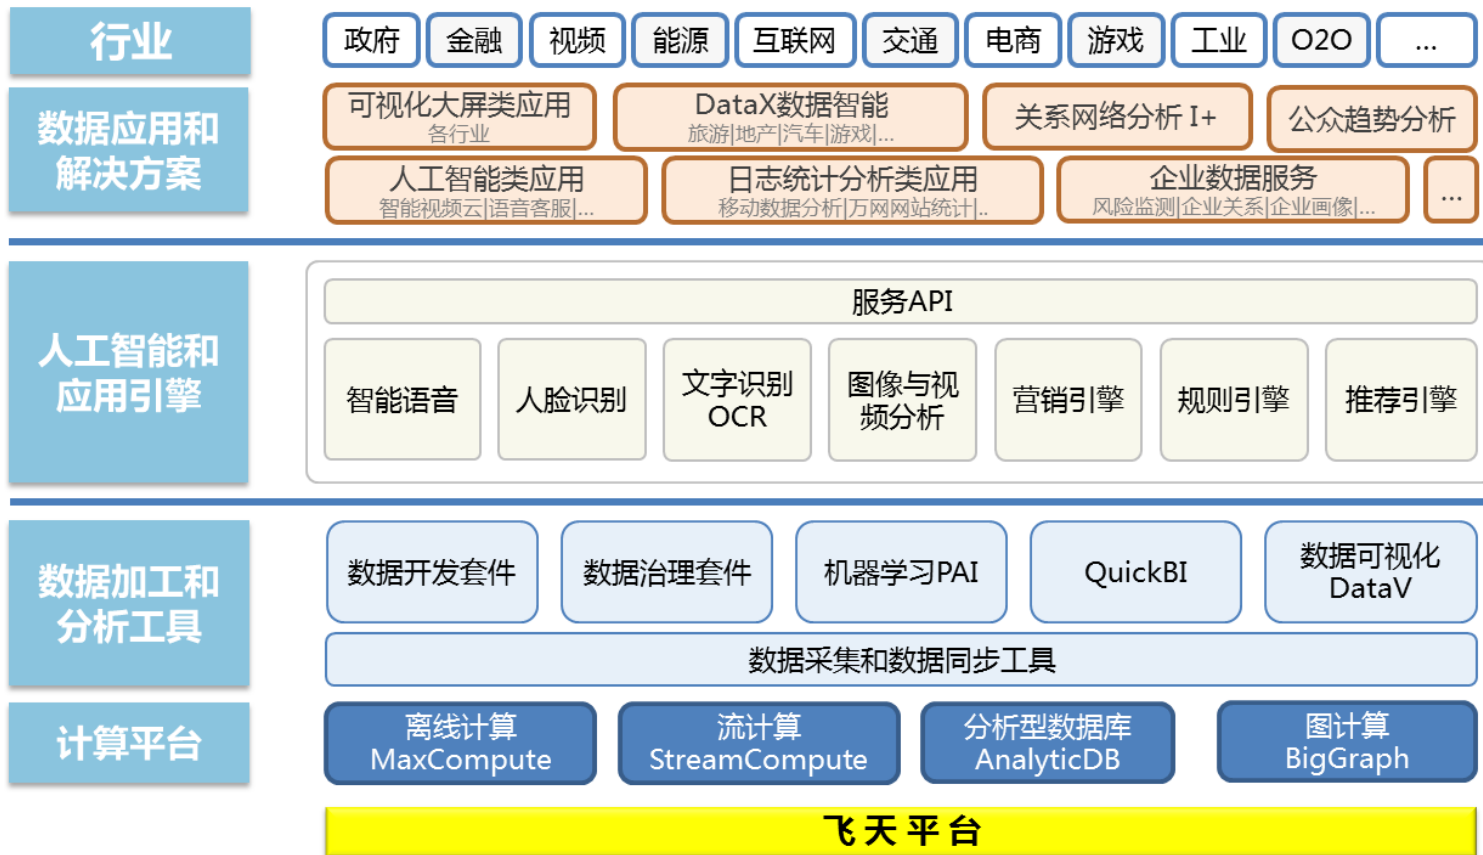 行业
政府 金融 视频 能源 互联网 交通 电商 游戏 工业 O2O ...
数据应用和
解决方案
可视化大屏类应用
各行业
DataX数据智能
旅游|地产|汽车|游戏|...
关系网络分析 I+
公众趋势分析
人工智能类应用
智能视频云|语音客服|...
日志统计分析类应用
移动数据分析|万网网站统计|..
企业数据服务
风险监测|企业关系|企业画像|...
...
人工智能和
应用引擎
服务API
智能语音
人脸识别
文字识别
OCR
图像与视
频分析
营销引擎
规则引擎
推荐引擎
数据加工和
分析工具
数据开发套件
数据治理套件
机器学习PAI
QuickBI
数据可视化
DataV
数据采集和数据同步工具
计算平台
离线计算
MaxCompute
流计算
StreamCompute
分析型数据库
AnalyticDB
图计算
BigGraph
飞天平台